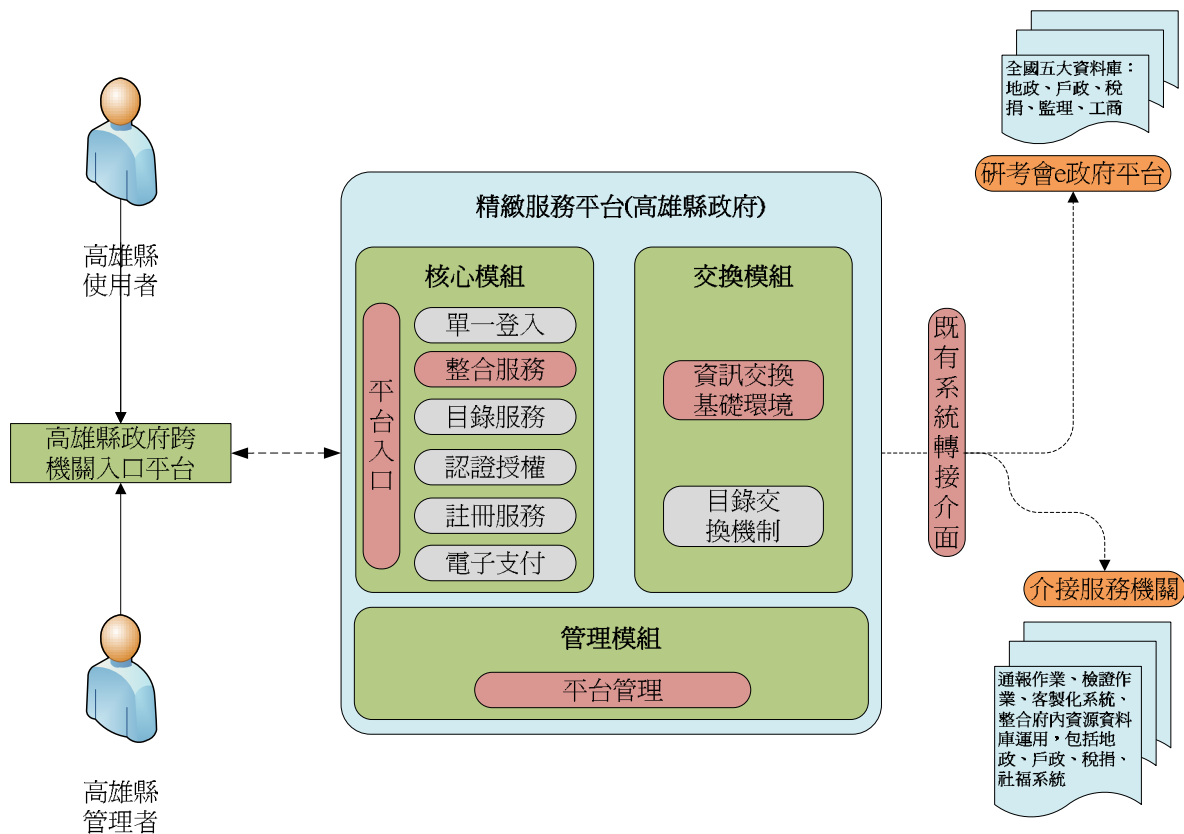 全國五大資料庫：
地政、戶政、稅
捐、監理、工商
研考會e政府平台
高雄縣
使用者
精緻服務平台(高雄縣政府)
核心模組
平台入口
單一登入
整合服務
目錄服務
認證授權
註冊服務
電子支付
交換模組
資訊交換
基礎環境
目錄交
換機制
既有系統轉接介面
高雄縣政府跨
機關入口平台
管理模組
平台管理
介接服務機關
通報作業、檢證作
業、客製化系統、
整合府內資源資料
庫運用，包括地
政、戶政、稅捐、
社福系統
高雄縣
管理者